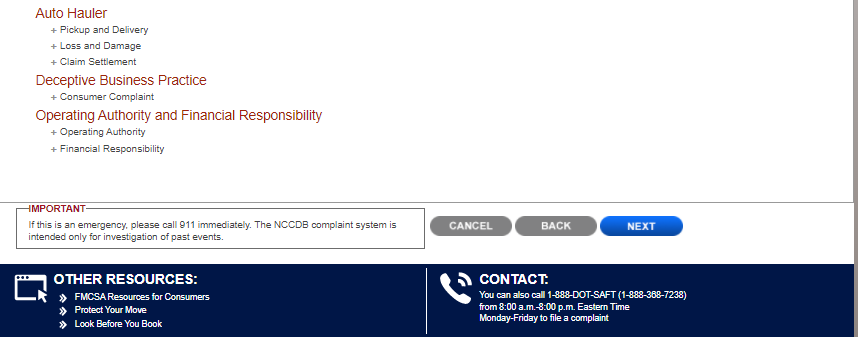 Auto Hauler
+ Pickup and Delivery
+ Loss and Damage
+ Claim Settlement
Deceptive Business Practice
+ Consumer Complaint
Operating Authority and Financial Responsibility
+ Operating Authority
+ Financial Responsibility
IMPORTANT
If this is an emergency, please call 911 immediately. The NCCDB complaint system is
intended only for investigation of past events.
CANCEL
BACK
NEXT
OTHER RESOURCES:
FMCSA Resources for Consumers
Protect Your Move
Look Before You Book
CONTACT:
You can also call 1-888-DOT-SAFT (1-888-368-7238)
from 8:00 a.m.-8:00 p.m. Eastern Time
Monday-Friday to file a complaint